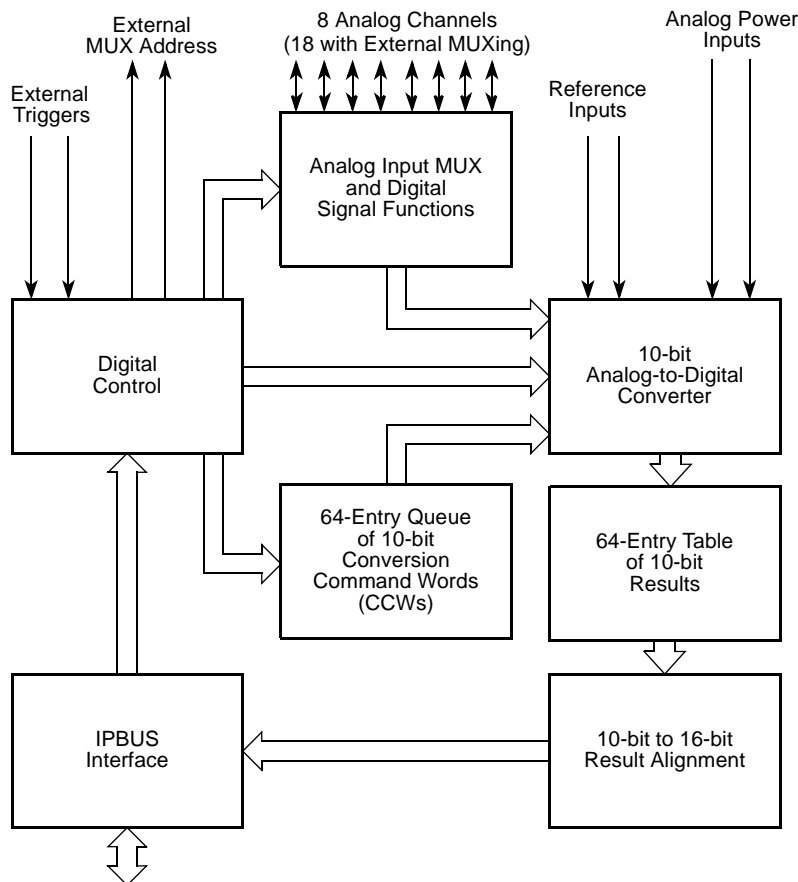 External
MUX Address
8 Analog Channels
(18 with External MUXing)
Analog Power
Inputs
External
Triggers
Reference
Inputs
Analog Input MUX
and Digital
Signal Functions
Digital
Control
10-bit
Analog-to-Digital
Converter
64-Entry Queue
of 10-bit
Conversion
Command Words
(CCWs)
64-Entry Table
of 10-bit
Results
IPBUS
Interface
10-bit to 16-bit
Result Alignment